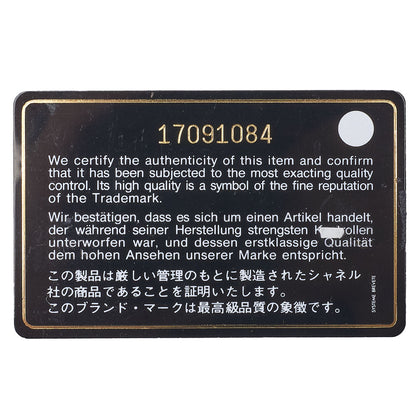 17091084
We certify the authenticity of this item and confirm
that it has been subjected to the most exacting quality
control. Its high quality is a symbol of the fine reputation
of the Trademark.
Wir bestätigen, dass es sich um einen Artikel handelt,
der während seiner Herstellung strengsten
unterworfen war, und dessen erstklassige Qualität
dem hohen Ansehen unserer Marke entspricht.
この製品は厳しい管理のもとに製造されたシャネル
社の商品であることを証明いたします。
このブランド・マークは最高級品質の象徴です。
SYSTEME BREVETE